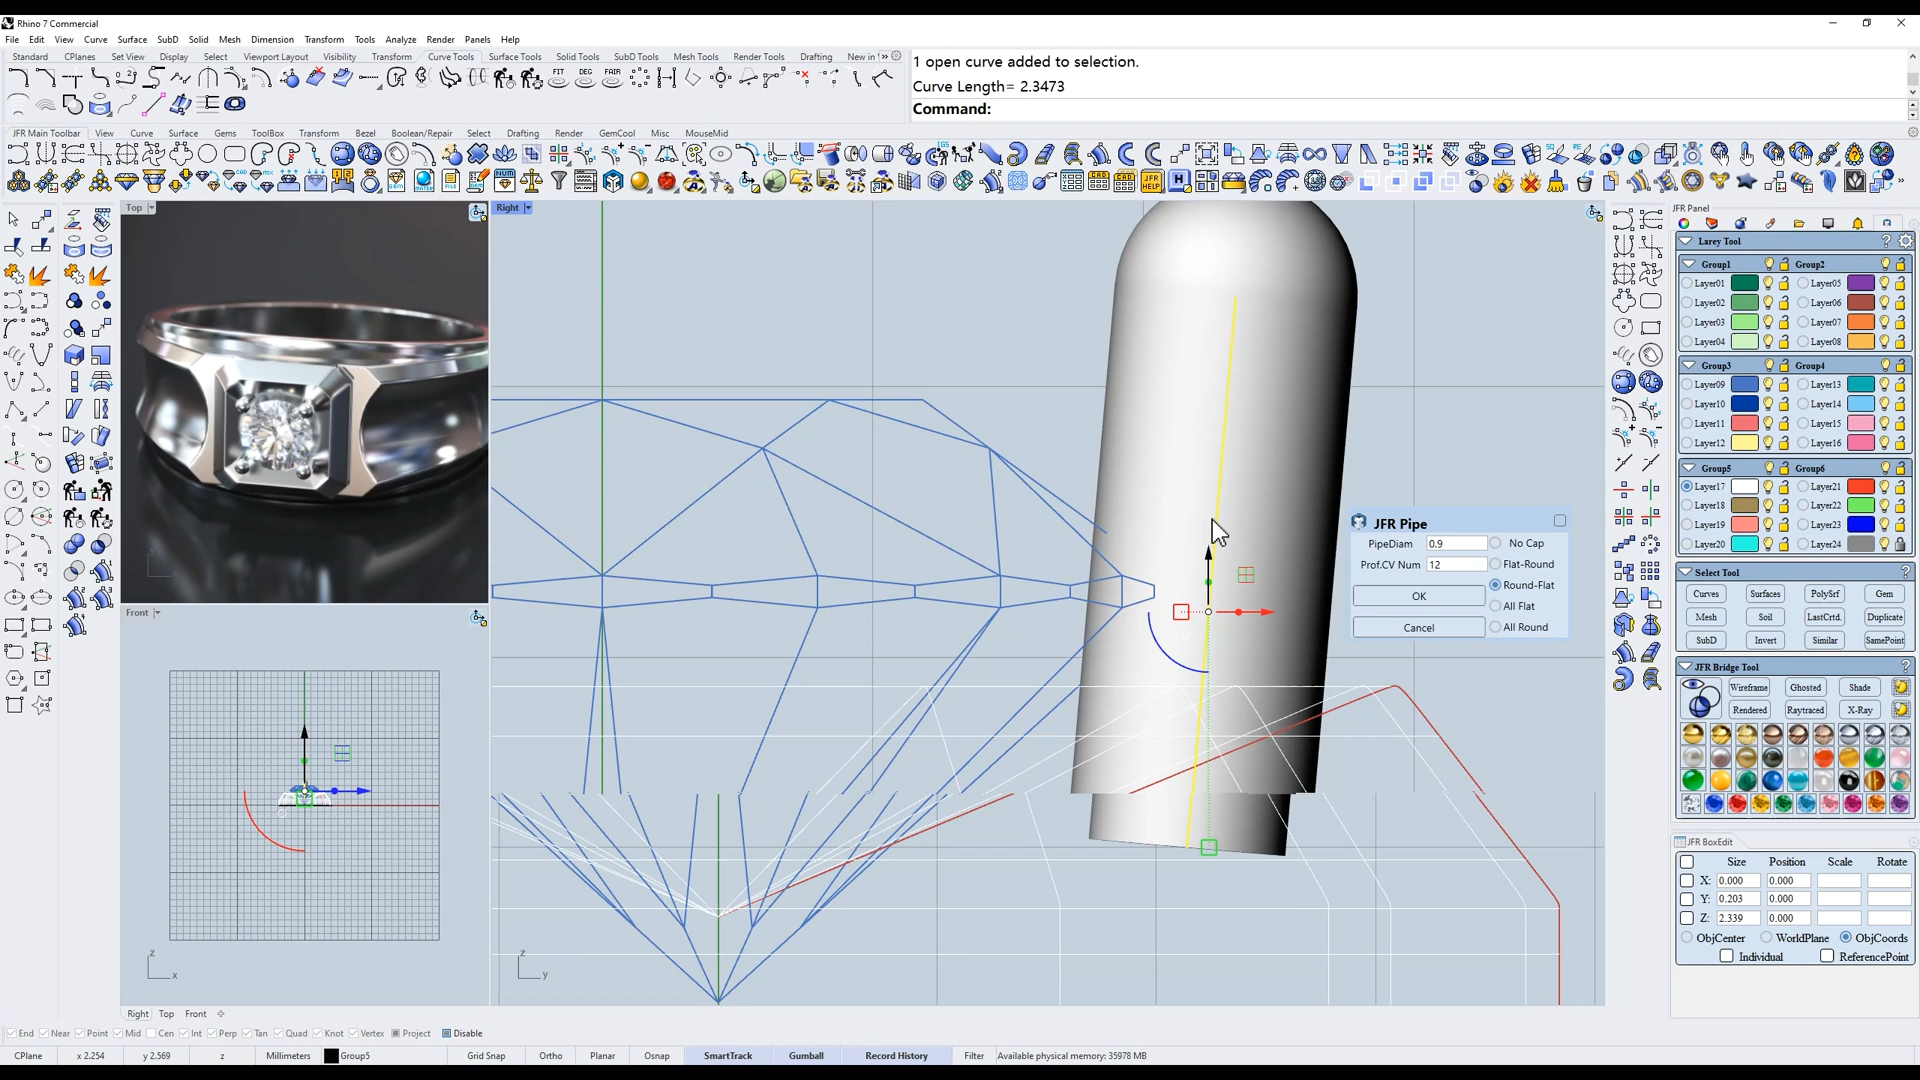 Rhino 7 Commercial
File Edit View Curve Surface SubD Solid Mesh Dimension Transform Tools Analyze Render Panels Help
Standard CPlanes Set View Viewport Layout Visibility Transform Curve Tools Surface Tools Solid Tools SubD Tools Mesh Tools Render Tools Drafting New in
1 open curve added to selection.
Curve Length= 2.3473
Command:
FIT DEG FAIR
JFR Main Toolbar View Curve Surface Gems ToolBox Transform Bezel Boolean/Repair Select Drafting Render GemCool Misc MouseMid
NUM
JFR HELP
Top
Right
Front
JFR Panel
Larey Tool ?
Group1 Group2
Layer01 Layer05
Layer02 Layer06
Layer03 Layer07
Layer04 Layer08
Group3 Group4
Layer09 Layer13
Layer10 Layer14
Layer11 Layer15
Layer12 Layer16
Group5 Group6
Layer17 Layer21
Layer18 Layer22
Layer19 Layer23
Layer20 Layer24
Select Tool ?
Curves Surfaces PolySrf Gem
Mesh Soil LastCrtd. Duplicate
SubD Invert Similar SamePoint
JFR Bridge Tool ?
Wireframe Ghosted Shade
Rendered Raytraced X-Ray
JFR BoxEdit
Size Position Scale Rotate
X: 0.000 0.000
Y: 0.203 0.000
Z: 2.339 0.000
ObjCenter WorldPlane ObjCoords
Individual ReferencePoint
JFR Pipe
PipeDiam 0.9 No Cap
Prof.CV Num 12 Flat-Round
OK Round-Flat
All Flat
Cancel All Round
z x
z y
Right Top Front
End Near Point Mid Cen Int Perp Tan Quad Knot Vertex Project Disable
CPlane x 2.254 y 2.569 z Millimeters Group5 Grid Snap Ortho Planar Osnap SmartTrack Gumball Record History Filter Available physical memory: 35978 MB